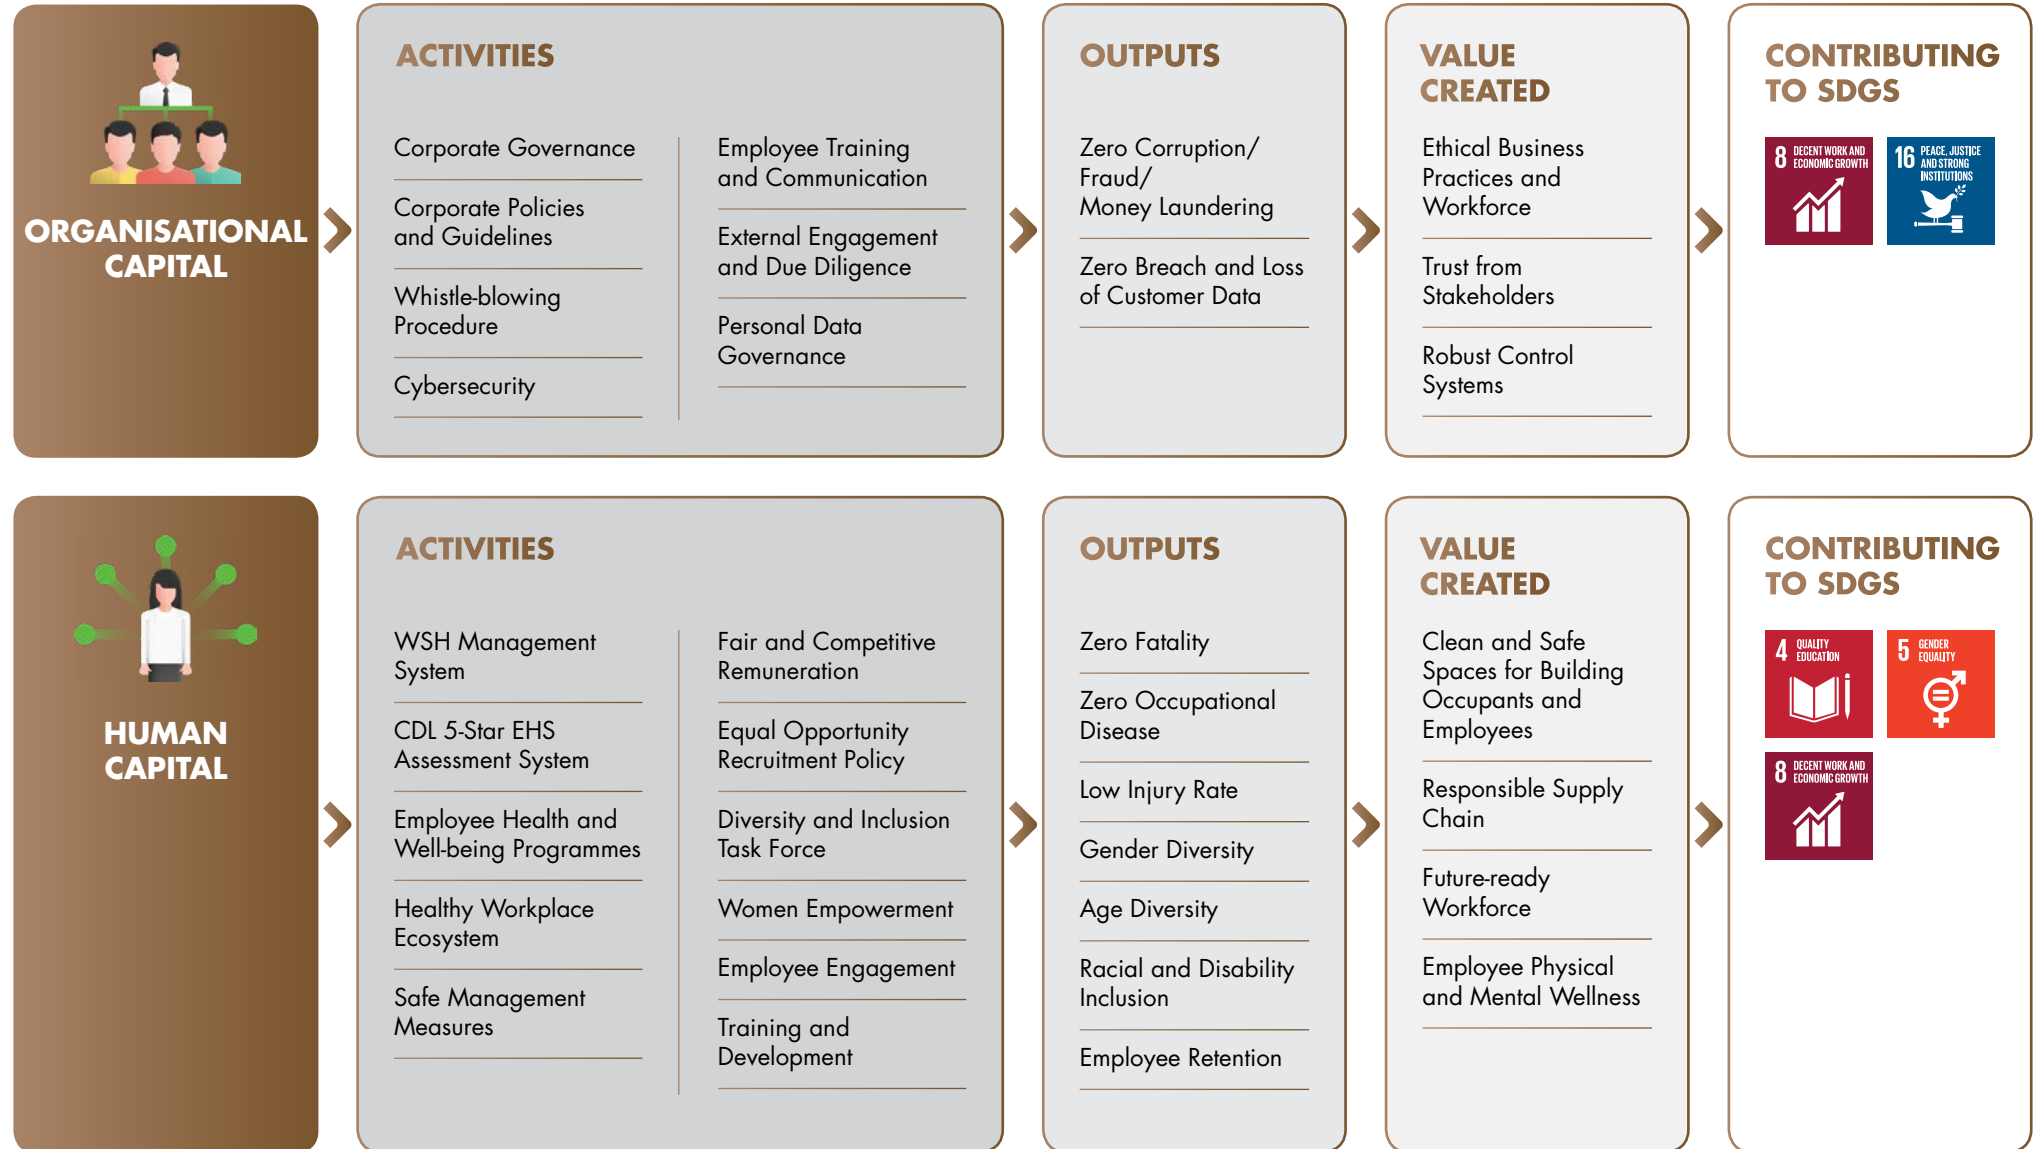 ORGANISATIONAL
CAPITAL
ACTIVITIES
Corporate Governance
Corporate Policies
and Guidelines
Whistle-blowing
Procedure
Cybersecurity
Employee Training
and Communication
External Engagement
and Due Diligence
Personal Data
Governance
OUTPUTS
Zero Corruption/
Fraud/
Money Laundering
Zero Breach and Loss
of Customer Data
VALUE
CREATED
Ethical Business
Practices and
Workforce
Trust from
Stakeholders
Robust Control
Systems
CONTRIBUTING
TO SDGS
8 DECENT WORK AND
ECONOMIC GROWTH
16 PEACE, JUSTICE
AND STRONG
INSTITUTIONS
HUMAN
CAPITAL
ACTIVITIES
WSH Management
System
CDL 5-Star EHS
Assessment System
Employee Health and
Well-being Programmes
Healthy Workplace
Ecosystem
Safe Management
Measures
Fair and Competitive
Remuneration
Equal Opportunity
Recruitment Policy
Diversity and Inclusion
Task Force
Women Empowerment
Employee Engagement
Training and
Development
OUTPUTS
Zero Fatality
Zero Occupational
Disease
Low Injury Rate
Gender Diversity
Age Diversity
Racial and Disability
Inclusion
Employee Retention
VALUE
CREATED
Clean and Safe
Spaces for Building
Occupants and
Employees
Responsible Supply
Chain
Future-ready
Workforce
Employee Physical
and Mental Wellness
CONTRIBUTING
TO SDGS
4 QUALITY
EDUCATION
5 GENDER
EQUALITY
8 DECENT WORK AND
ECONOMIC GROWTH